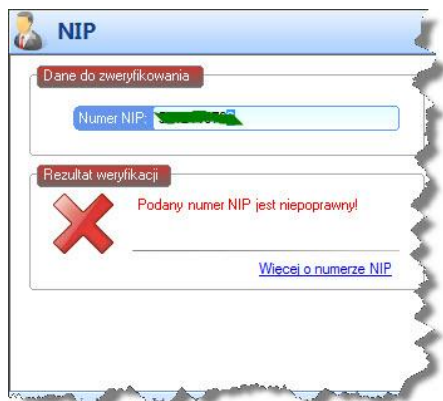 NIP
Dane do zweryfikowania
Numer NIP:
Rezultat weryfikacji
Podany numer NIP jest niepoprawny!
Więcej o numerze NIP